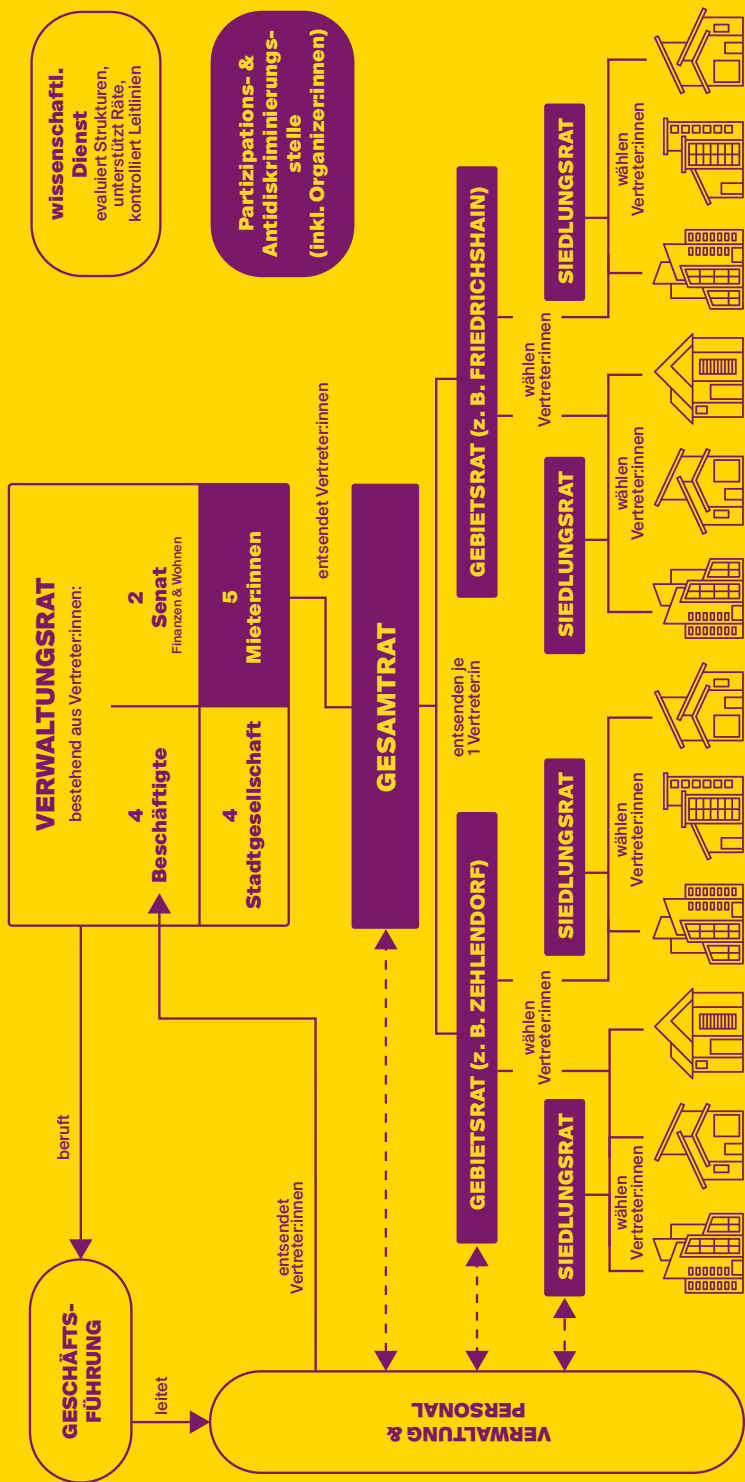 GESCHÄFTS-
FÜHRUNG
beruft
leitet
entsendet
Vertreter:innen
VERWALTUNG &
PERSONAL
VERWALTUNGSRAT
bestehend aus Vertreter:innen:
4
Beschäftigte
2
Senat
Finanzen & Wohnen
4
Stadtgesellschaft
5
Mieter:innen
wissenschaftl.
Dienst
evaluiert Strukturen,
unterstützt Räte,
kontrolliert Leitlinien
Partizipations- &
Antidiskriminierungs-
stelle
(inkl. Organizer:innen)
entsendet Vertreter:innen
GESAMTRAT
entsenden je
1 Vertreter:in
GEBIETSRAT (z. B. ZEHLENDORF)
GEBIETSRAT (z. B. FRIEDRICHSHAIN)
wählen
Vertreter:innen
wählen
Vertreter:innen
SIEDLUNGSRAT
SIEDLUNGSRAT
SIEDLUNGSRAT
SIEDLUNGSRAT
wählen
Vertreter:innen
wählen
Vertreter:innen
wählen
Vertreter:innen
wählen
Vertreter:innen